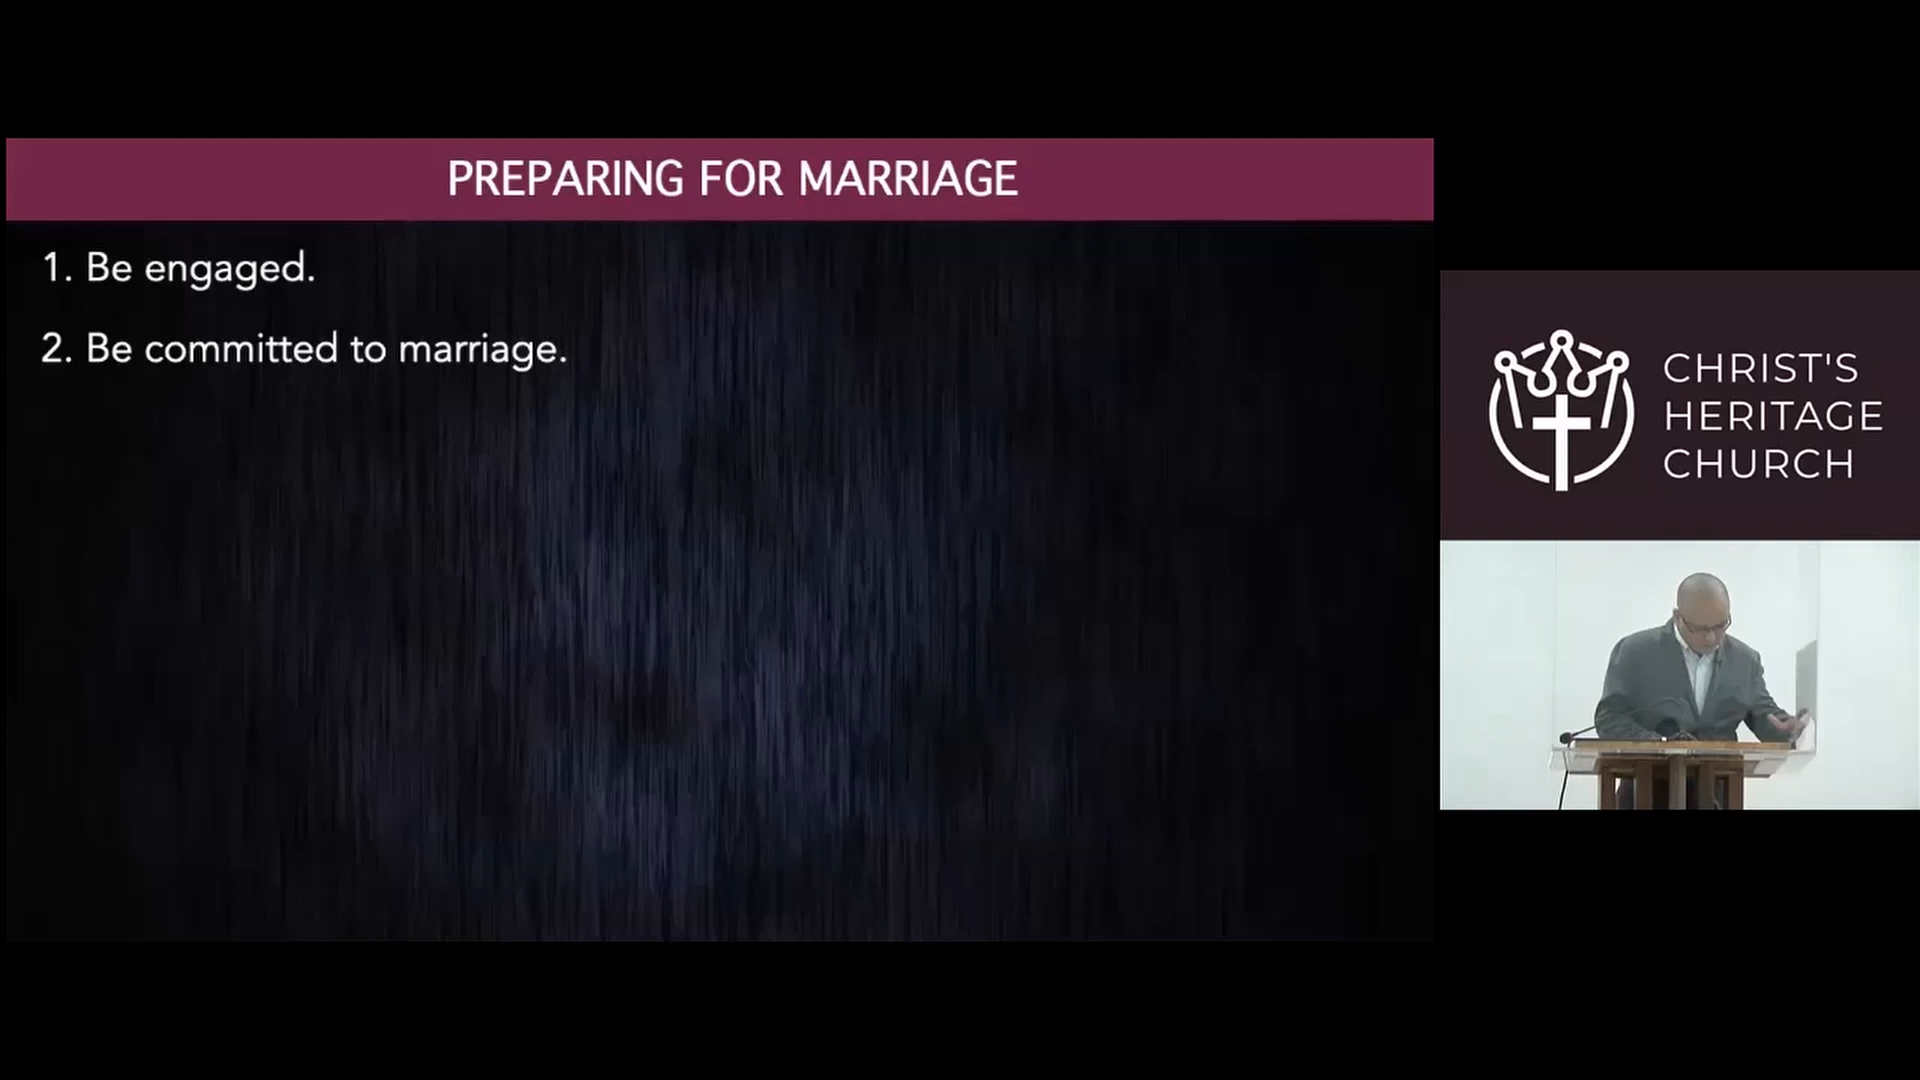 PREPARING FOR MARRIAGE
1. Be engaged.
2. Be committed to marriage.
CHRIST'S
HERITAGE
CHURCH